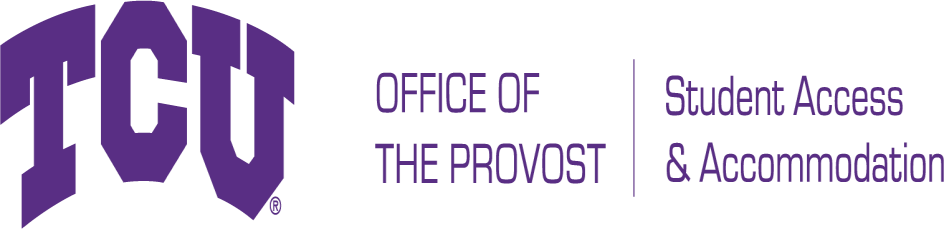 TCU®
OFFICE OF
THE PROVOST
Student Access
& Accommodation